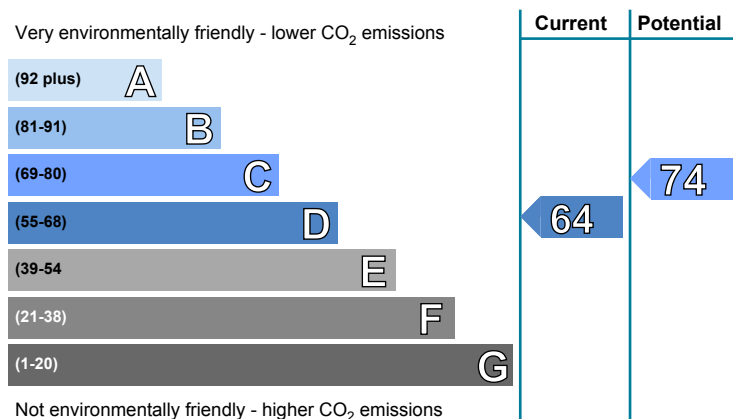 Very environmentally friendly - lower CO₂ emissions
Current
Potential
(92 plus) A
(81-91) B
(69-80) C
74
(55-68) D
64
(39-54 E
(21-38) F
(1-20) G
Not environmentally friendly - higher CO₂ emissions